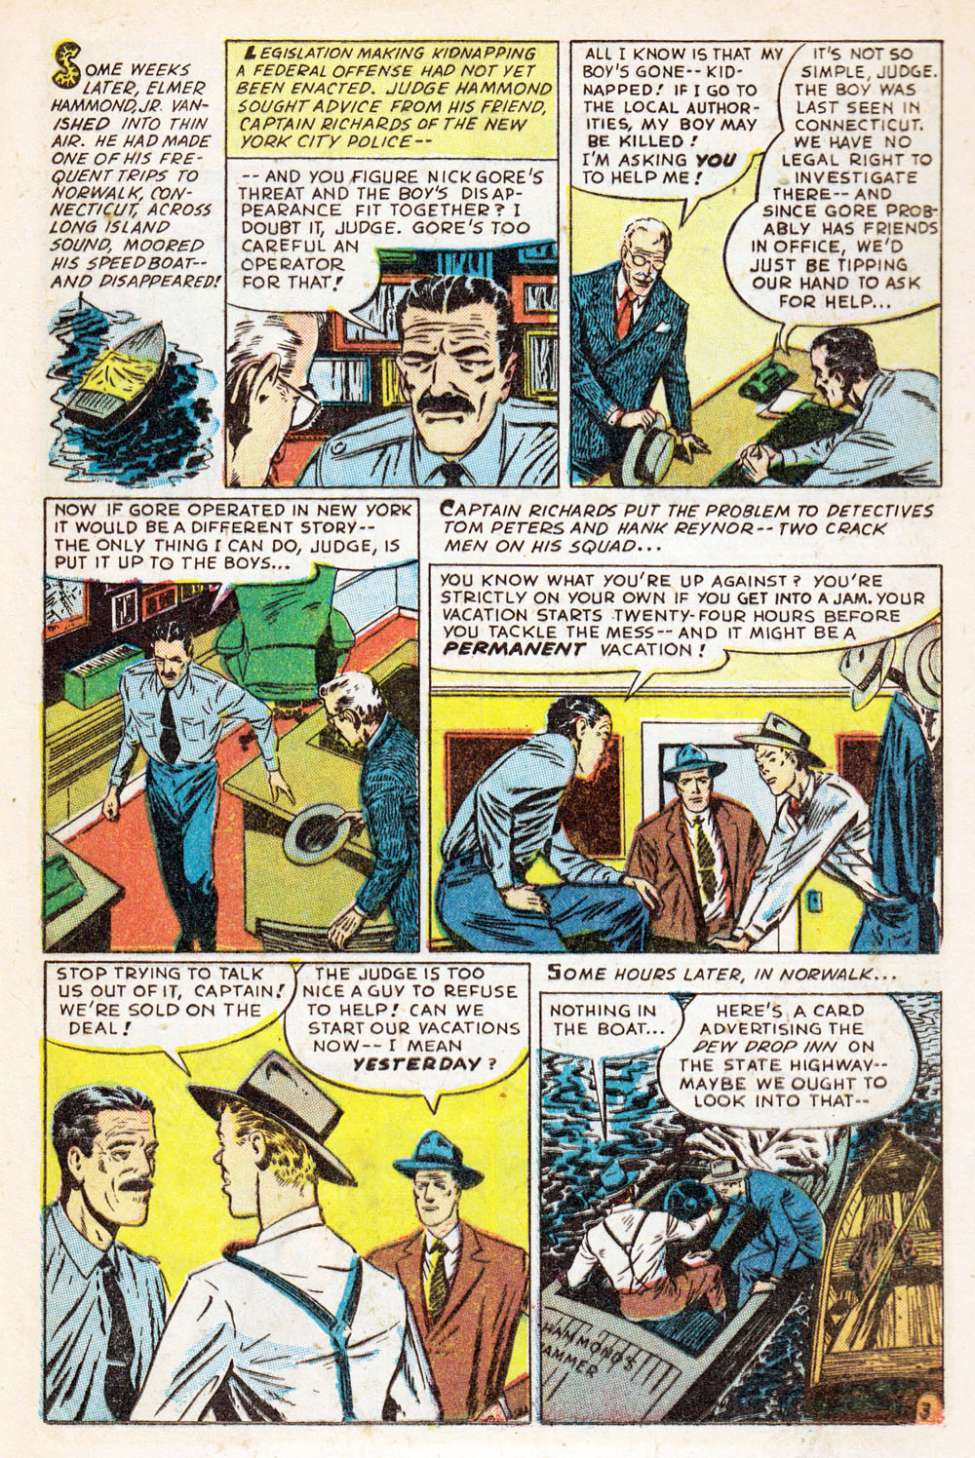 SOME WEEKS
LATER, ELMER
HAMMOND, JR. VAN-
ISHED INTO THIN
AIR. HE HAD MADE
ONE OF HIS FRE-
QUENT TRIPS TO
NORWALK, CON-
NECTICUT, ACROSS
LONG ISLAND
SOUND, MOORED
HIS SPEEDBOAT--
AND DISAPPEARED!
LEGISLATION MAKING KIDNAPPING
A FEDERAL OFFENSE HAD NOT YET
BEEN ENACTED. JUDGE HAMMOND
SOUGHT ADVICE FROM HIS FRIEND,
CAPTAIN RICHARDS OF THE NEW
YORK CITY POLICE--
-- AND YOU FIGURE NICK GORE'S
THREAT AND THE BOY'S DISAP-
PEARANCE FIT TOGETHER? I
DOUBT IT, JUDGE. GORE'S TOO
CAREFUL AN
OPERATOR
FOR THAT!
ALL I KNOW IS THAT MY
BOY'S GONE-- KID-
NAPPED! IF I GO TO
THE LOCAL AUTHOR-
ITIES, MY BOY MAY
BE KILLED!
I'M ASKING YOU
TO HELP ME!
IT'S NOT SO
SIMPLE, JUDGE.
THE BOY WAS
LAST SEEN IN
CONNECTICUT.
WE HAVE NO
LEGAL RIGHT TO
INVESTIGATE
THERE-- AND
SINCE GORE PROB-
ABLY HAS FRIENDS
IN OFFICE, WE'D
JUST BE TIPPING
OUR HAND TO ASK
FOR HELP...
NOW IF GORE OPERATED IN NEW YORK
IT WOULD BE A DIFFERENT STORY--
THE ONLY THING I CAN DO, JUDGE, IS
PUT IT UP TO THE BOYS...
CAPTAIN RICHARDS PUT THE PROBLEM TO DETECTIVES
TOM PETERS AND HANK REYNOR-- TWO CRACK
MEN ON HIS SQUAD...
YOU KNOW WHAT YOU'RE UP AGAINST? YOU'RE
STRICTLY ON YOUR OWN IF YOU GET INTO A JAM. YOUR
VACATION STARTS TWENTY-FOUR HOURS BEFORE
YOU TACKLE THE MESS-- AND IT MIGHT BE A
PERMANENT VACATION!
STOP TRYING TO TALK
US OUT OF IT, CAPTAIN!
WE'RE SOLD ON THE
DEAL!
THE JUDGE IS TOO
NICE A GUY TO REFUSE
TO HELP! CAN WE
START OUR VACATIONS
NOW-- I MEAN
YESTERDAY?
SOME HOURS LATER, IN NORWALK...
NOTHING IN
THE BOAT...
HERE'S A CARD
ADVERTISING THE
DEW DROP INN ON
THE STATE HIGHWAY--
MAYBE WE OUGHT TO
LOOK INTO THAT--
HAMMOND'S
HAMMER
3